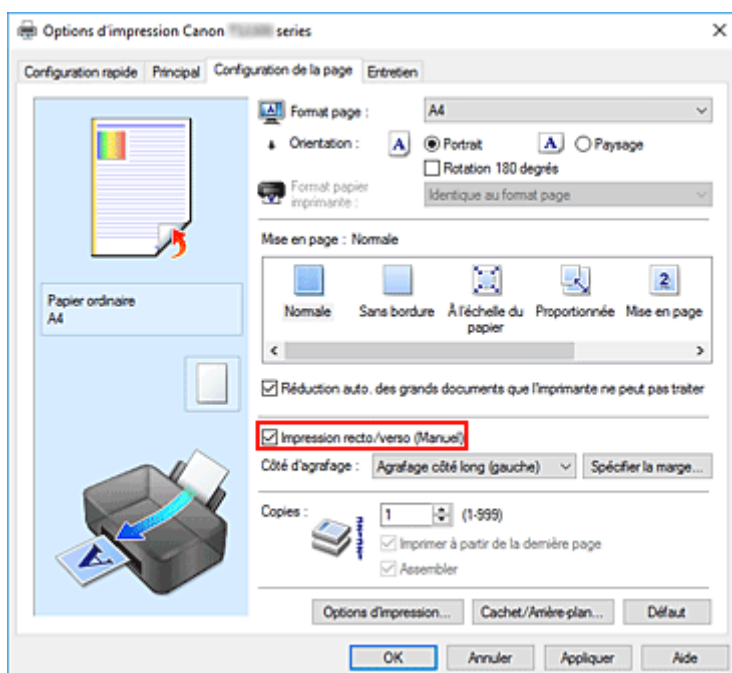 Options d'impression Canon series
Configuration rapide Principal Configuration de la page Entretien
Format page : A4
Orientation : A Portrait A Paysage
Rotation 180 degrés
Format papier imprimante : Identique au format page
Mise en page : Normale
2
Normale Sans bordure À l'échelle du papier Proportionnée Mise en page
Papier ordinaire
A4
Réduction auto. des grands documents que l'imprimante ne peut pas traiter
Impression recto/verso (Manuel)
Côté d'agrafage : Agrafage côté long (gauche) Spécifier la marge...
Copies : 1 (1-999)
Imprimer à partir de la dernière page
Assembler
A
Options d'impression... Cachet/Arrière-plan... Défaut
OK Annuler Appliquer Aide